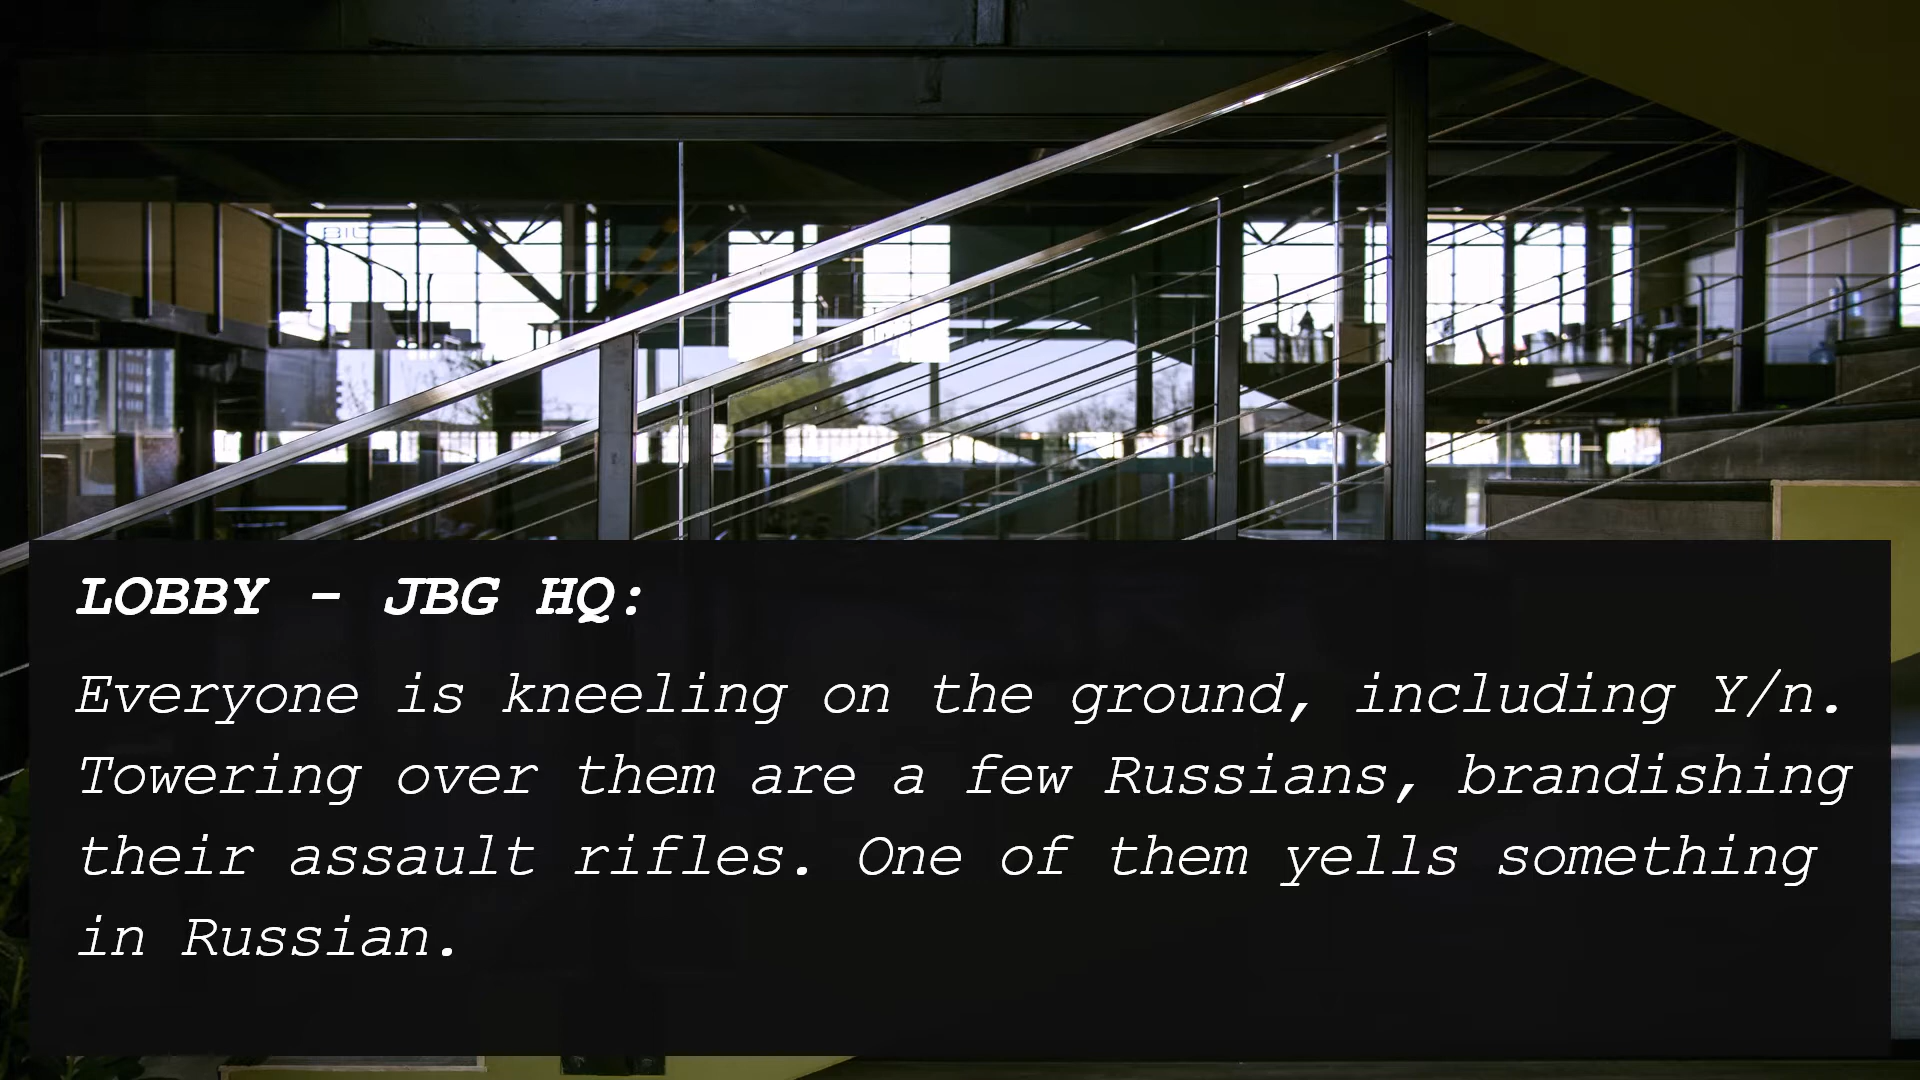 LOBBY - JBG HQ:
Everyone is kneeling on the ground, including Y/n.
Towering over them are a few Russians, brandishing
their assault rifles. One of them yells something
in Russian.